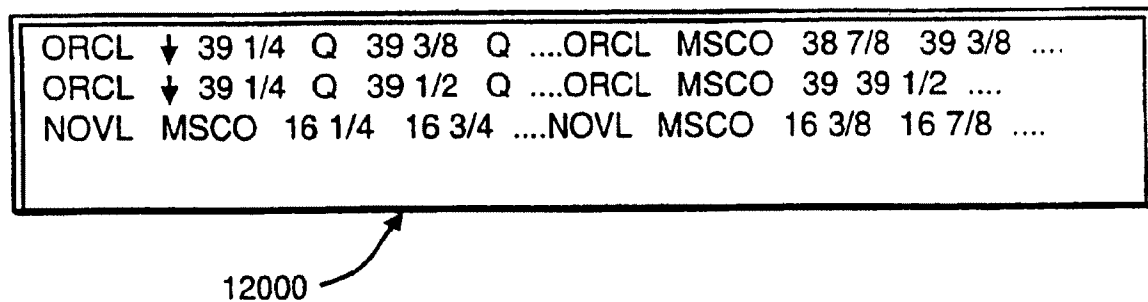 ORCL ↓ 39 1/4 Q 39 3/8 Q ....ORCL MSCO 38 7/8 39 3/8 ....
ORCL ↓ 39 1/4 Q 39 1/2 Q ....ORCL MSCO 39 39 1/2 ....
NOVL MSCO 16 1/4 16 3/4 ....NOVL MSCO 16 3/8 16 7/8 ....
12000